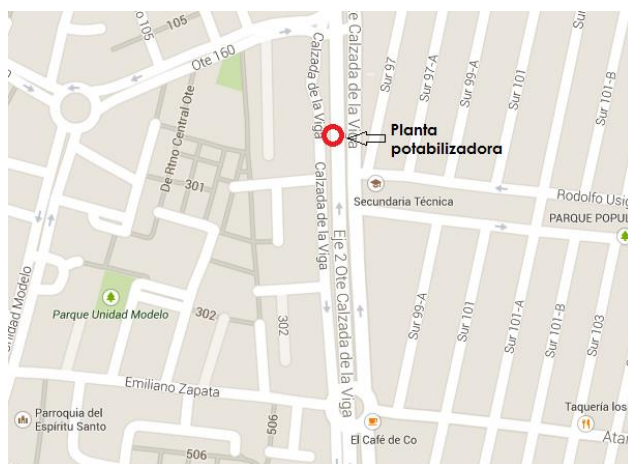 105
105
Ote 160
De Rtno Central Ote
301
Calzada de la Viga
Calzada de la Viga
Eje 2 Ote Calzada de la Viga
Calzada de la Viga
Planta
potabilizadora
Sur 97
Sur 97-A
Sur 99-A
Sur 101
Sur 101-B
Secundaria Técnica
Rodolfo Usig
PARQUE POPU
Unidad Modelo
Parque Unidad Modelo
302
302
Sur 99-A
Sur 101
Sur 101-A
Sur 101-B
Sur 103
Emiliano Zapata
Parroquia del
Espíritu Santo
506
506
El Café de Co
Taquería los
Atan